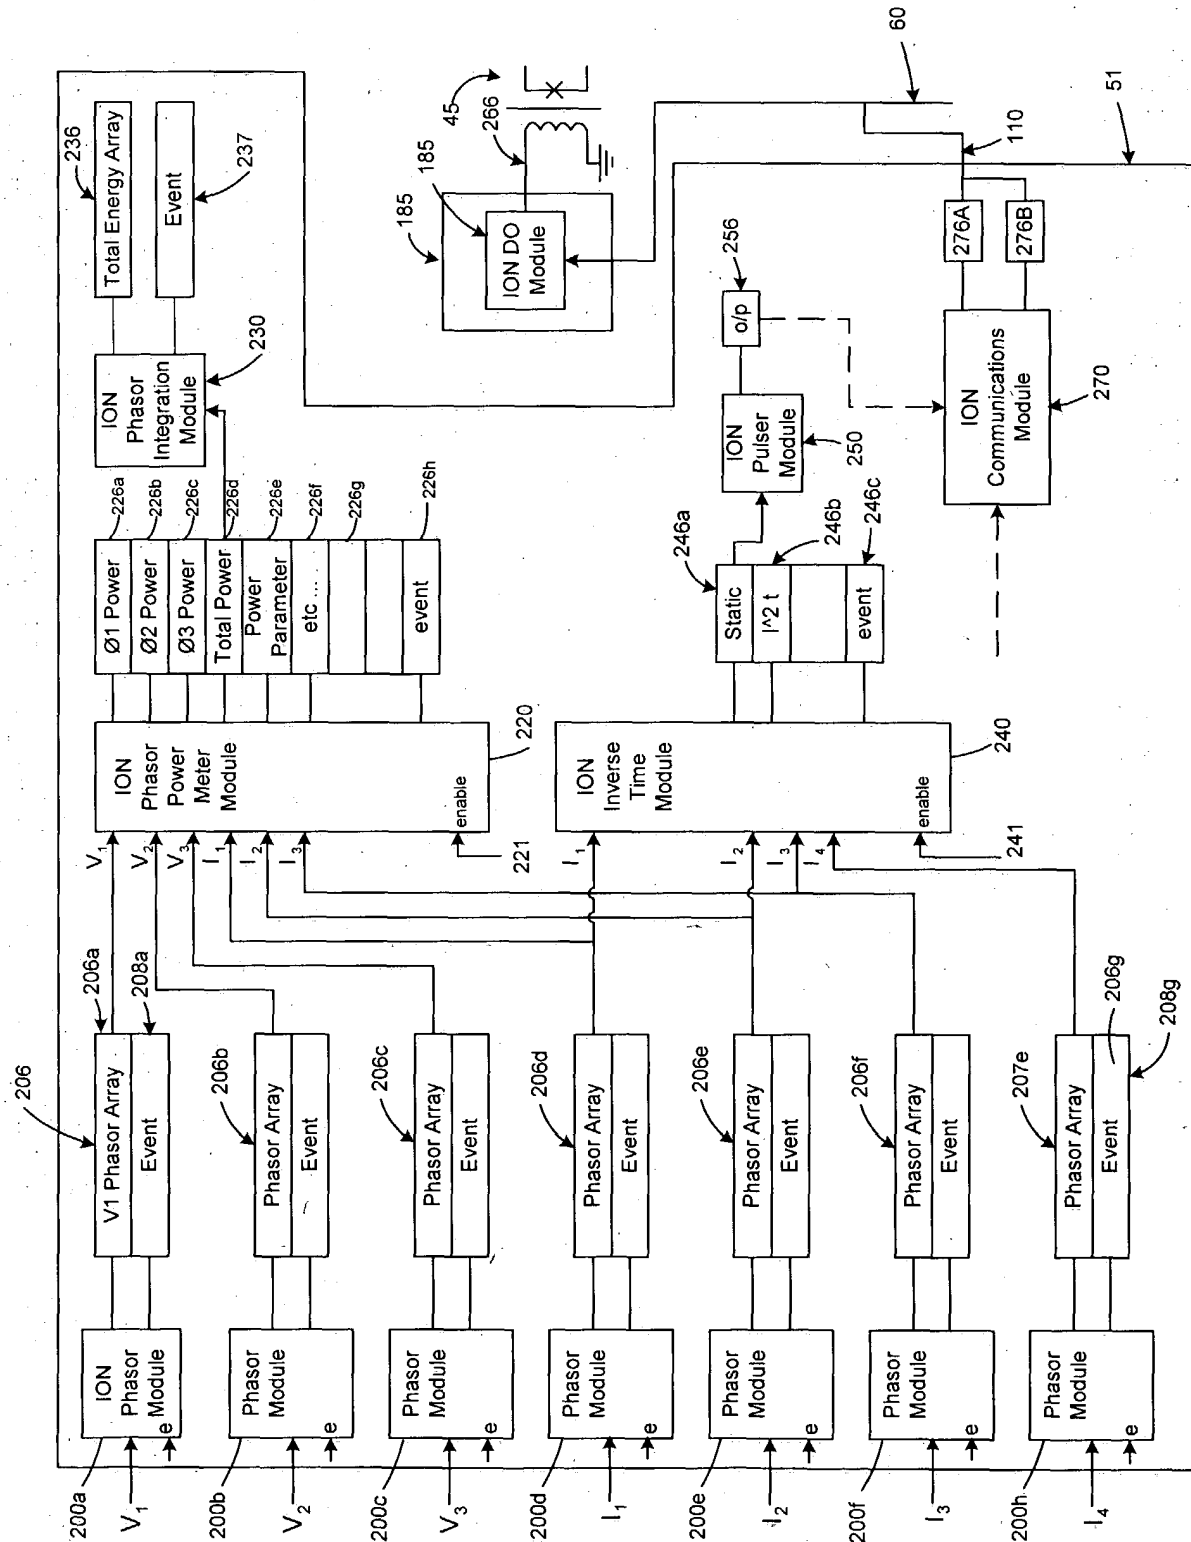 200a
V1
ION
Phasor
Module
e
206
V1 Phasor Array
Event
206a
208a
200b
V2
Phasor
Module
e
206b
Phasor Array
Event
200c
V3
Phasor
Module
e
206c
Phasor Array
Event
200d
I1
Phasor
Module
e
206d
Phasor Array
Event
200e
I2
Phasor
Module
e
206e
Phasor Array
Event
200f
I3
Phasor
Module
e
206f
Phasor Array
Event
200h
I4
Phasor
Module
e
207e
Phasor Array
Event
206g
208g
V1
V2
V3
I1
I2
I3
ION
Phasor
Power
Meter
Module
enable
221
220
Ø1 Power
Ø2 Power
Ø3 Power
Total Power
Power
Parameter
etc ...
event
226a
226b
226c
226d
226e
226f
226g
226h
ION
Phasor
Integration
Module
230
Total Energy Array
236
Event
237
I1
I2
I3
I4
ION
Inverse
Time
Module
enable
241
240
Static
I^2 t
event
246a
246b
246c
ION
Pulser
Module
250
o/p
256
ION
Communications
Module
270
276A
276B
110
51
60
185
185
ION DO
Module
266
45